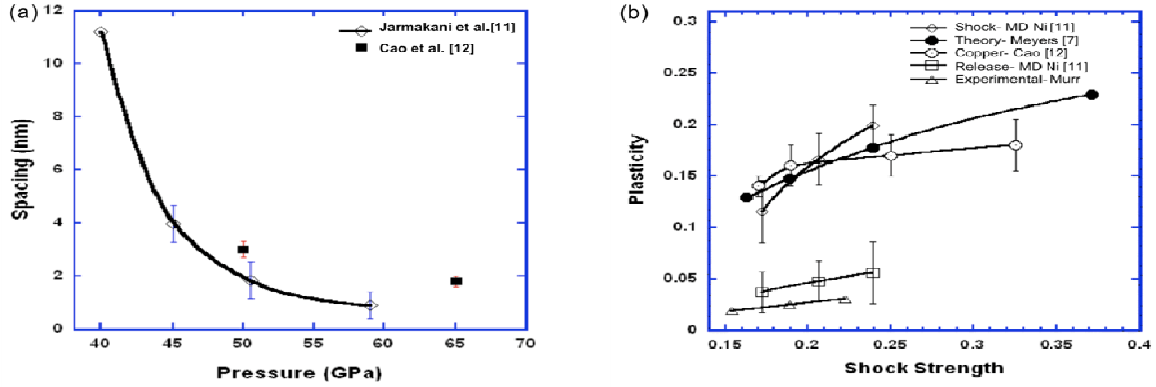 (a)
12
10
8
6
4
2
0
40 45 50 55 60 65 70
Spacing (nm)
Pressure (GPa)
Jarmakani et al.[11]
Cao et al. [12]
(b)
0.3
0.25
0.2
0.15
0.1
0.05
0
0.15 0.2 0.25 0.3 0.35 0.4
Plasticity
Shock Strength
Shock- MD Ni [11]
Theory- Meyers [7]
Copper- Cao [12]
Release- MD Ni [11]
Experimental- Murr